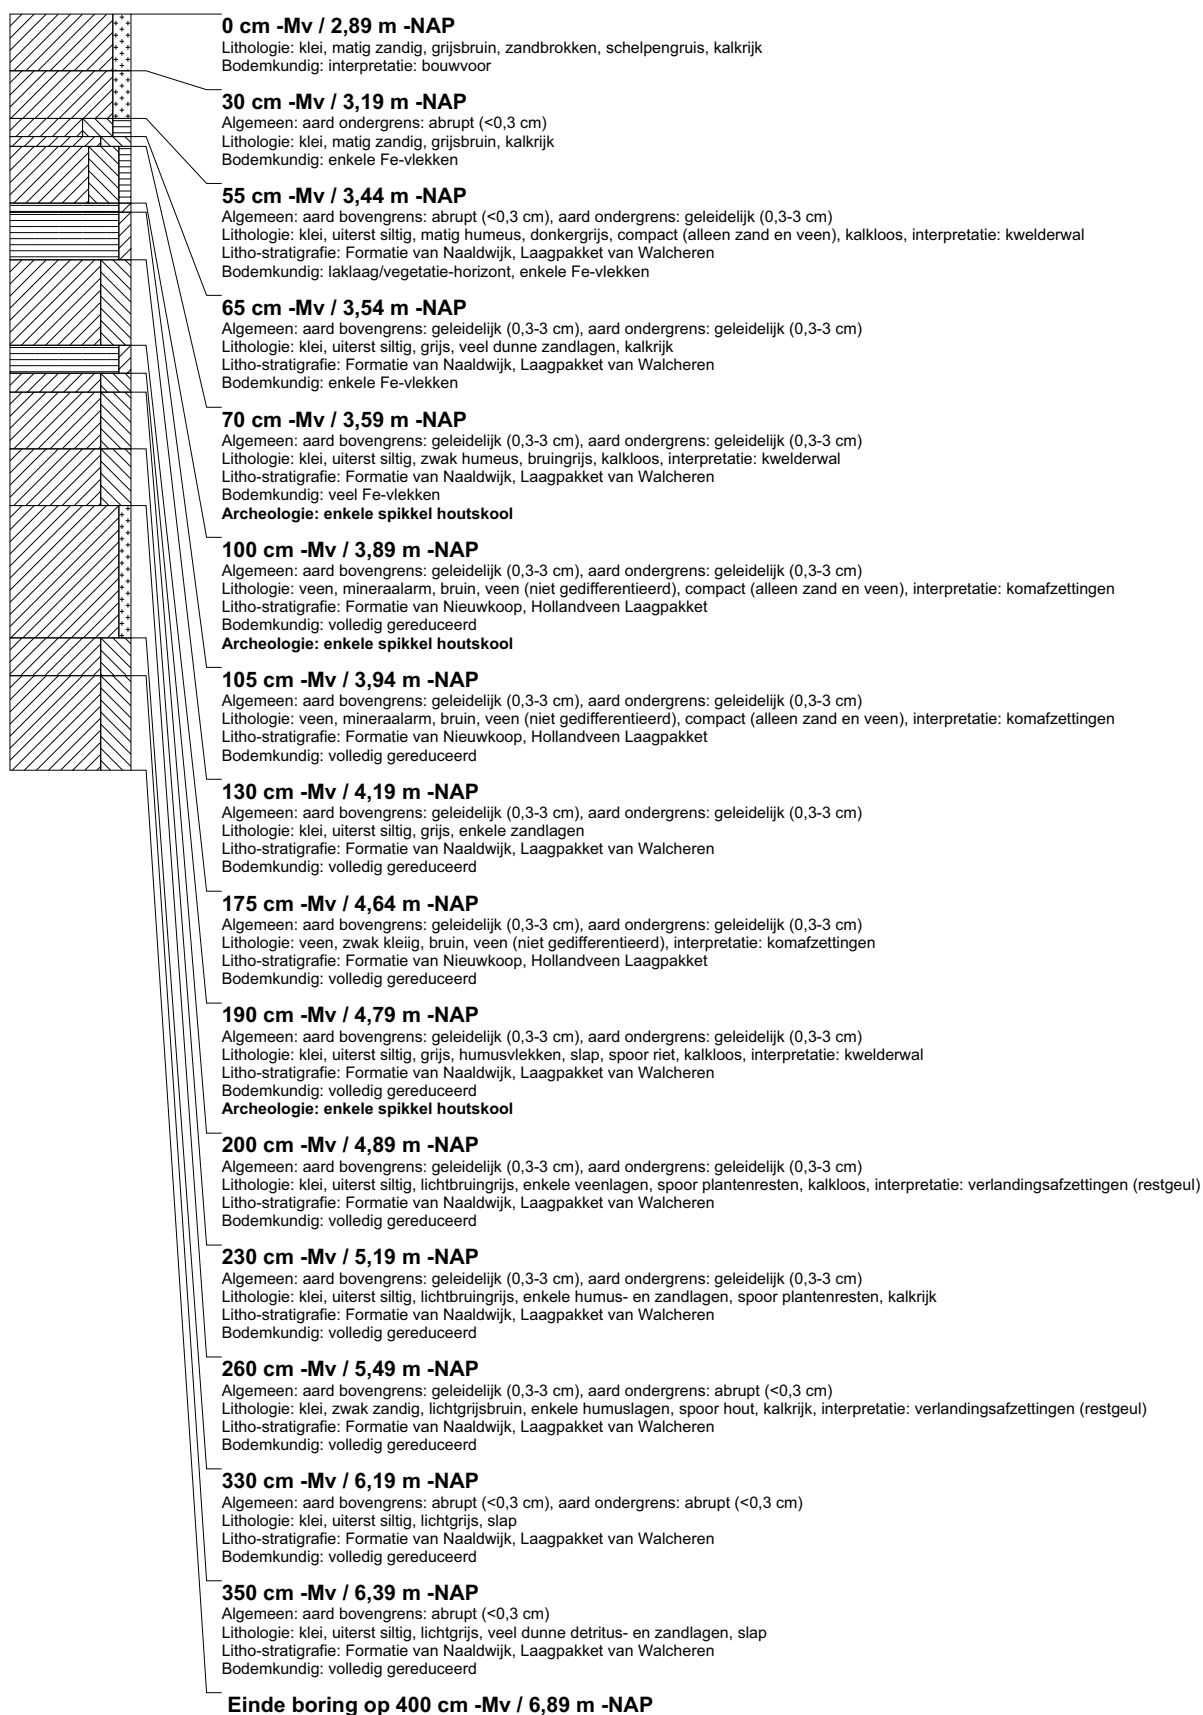 0 cm -Mv / 2,89 m -NAP
Lithologie: klei, matig zandig, grijsbruin, zandbrokken, schelpengruis, kalkrijk
Bodemkundig: interpretatie: bouwvoor
30 cm -Mv / 3,19 m -NAP
Algemeen: aard ondergrens: abrupt (<0,3 cm)
Lithologie: klei, matig zandig, grijsbruin, kalkrijk
Bodemkundig: enkele Fe-vlekken
55 cm -Mv / 3,44 m -NAP
Algemeen: aard bovengrens: abrupt (<0,3 cm), aard ondergrens: geleidelijk (0,3-3 cm)
Lithologie: klei, uiterst siltig, matig humeus, donkergrijs, compact (alleen zand en veen), kalkloos, interpretatie: kwelderwal
Litho-stratigrafie: Formatie van Naaldwijk, Laagpakket van Walcheren
Bodemkundig: laklaag/vegetatie-horizont, enkele Fe-vlekken
65 cm -Mv / 3,54 m -NAP
Algemeen: aard bovengrens: geleidelijk (0,3-3 cm), aard ondergrens: geleidelijk (0,3-3 cm)
Lithologie: klei, uiterst siltig, grijs, veel dunne zandlagen, kalkrijk
Litho-stratigrafie: Formatie van Naaldwijk, Laagpakket van Walcheren
Bodemkundig: enkele Fe-vlekken
70 cm -Mv / 3,59 m -NAP
Algemeen: aard bovengrens: geleidelijk (0,3-3 cm), aard ondergrens: geleidelijk (0,3-3 cm)
Lithologie: klei, uiterst siltig, zwak humeus, bruingrijs, kalkloos, interpretatie: kwelderwal
Litho-stratigrafie: Formatie van Naaldwijk, Laagpakket van Walcheren
Bodemkundig: veel Fe-vlekken
Archeologie: enkele spikkel houtskool
100 cm -Mv / 3,89 m -NAP
Algemeen: aard bovengrens: geleidelijk (0,3-3 cm), aard ondergrens: geleidelijk (0,3-3 cm)
Lithologie: veen, mineraalarm, bruin, veen (niet gedifferentieerd), compact (alleen zand en veen), interpretatie: komafzettingen
Litho-stratigrafie: Formatie van Nieuwkoop, Hollandveen Laagpakket
Bodemkundig: volledig gereduceerd
Archeologie: enkele spikkel houtskool
105 cm -Mv / 3,94 m -NAP
Algemeen: aard bovengrens: geleidelijk (0,3-3 cm), aard ondergrens: geleidelijk (0,3-3 cm)
Lithologie: veen, mineraalarm, bruin, veen (niet gedifferentieerd), compact (alleen zand en veen), interpretatie: komafzettingen
Litho-stratigrafie: Formatie van Nieuwkoop, Hollandveen Laagpakket
Bodemkundig: volledig gereduceerd
130 cm -Mv / 4,19 m -NAP
Algemeen: aard bovengrens: geleidelijk (0,3-3 cm), aard ondergrens: geleidelijk (0,3-3 cm)
Lithologie: klei, uiterst siltig, grijs, enkele zandlagen
Litho-stratigrafie: Formatie van Naaldwijk, Laagpakket van Walcheren
Bodemkundig: volledig gereduceerd
175 cm -Mv / 4,64 m -NAP
Algemeen: aard bovengrens: geleidelijk (0,3-3 cm), aard ondergrens: geleidelijk (0,3-3 cm)
Lithologie: veen, zwak kleiig, bruin, veen (niet gedifferentieerd), interpretatie: komafzettingen
Litho-stratigrafie: Formatie van Nieuwkoop, Hollandveen Laagpakket
Bodemkundig: volledig gereduceerd
190 cm -Mv / 4,79 m -NAP
Algemeen: aard bovengrens: geleidelijk (0,3-3 cm), aard ondergrens: geleidelijk (0,3-3 cm)
Lithologie: klei, uiterst siltig, grijs, humusvlekken, slap, spoor riet, kalkloos, interpretatie: kwelderwal
Litho-stratigrafie: Formatie van Naaldwijk, Laagpakket van Walcheren
Bodemkundig: volledig gereduceerd
Archeologie: enkele spikkel houtskool
200 cm -Mv / 4,89 m -NAP
Algemeen: aard bovengrens: geleidelijk (0,3-3 cm), aard ondergrens: geleidelijk (0,3-3 cm)
Lithologie: klei, uiterst siltig, lichtbruingrijs, enkele veenlagen, spoor plantenresten, kalkloos, interpretatie: verlandingsafzettingen (restgeul)
Litho-stratigrafie: Formatie van Naaldwijk, Laagpakket van Walcheren
Bodemkundig: volledig gereduceerd
230 cm -Mv / 5,19 m -NAP
Algemeen: aard bovengrens: geleidelijk (0,3-3 cm), aard ondergrens: geleidelijk (0,3-3 cm)
Lithologie: klei, uiterst siltig, lichtbruingrijs, enkele humus- en zandlagen, spoor plantenresten, kalkrijk
Litho-stratigrafie: Formatie van Naaldwijk, Laagpakket van Walcheren
Bodemkundig: volledig gereduceerd
260 cm -Mv / 5,49 m -NAP
Algemeen: aard bovengrens: geleidelijk (0,3-3 cm), aard ondergrens: abrupt (<0,3 cm)
Lithologie: klei, zwak zandig, lichtgrijsbruin, enkele humuslagen, spoor hout, kalkrijk, interpretatie: verlandingsafzettingen (restgeul)
Litho-stratigrafie: Formatie van Naaldwijk, Laagpakket van Walcheren
Bodemkundig: volledig gereduceerd
330 cm -Mv / 6,19 m -NAP
Algemeen: aard bovengrens: abrupt (<0,3 cm), aard ondergrens: abrupt (<0,3 cm)
Lithologie: klei, uiterst siltig, lichtgrijs, slap
Litho-stratigrafie: Formatie van Naaldwijk, Laagpakket van Walcheren
Bodemkundig: volledig gereduceerd
350 cm -Mv / 6,39 m -NAP
Algemeen: aard bovengrens: abrupt (<0,3 cm)
Lithologie: klei, uiterst siltig, lichtgrijs, veel dunne detritus- en zandlagen, slap
Litho-stratigrafie: Formatie van Naaldwijk, Laagpakket van Walcheren
Bodemkundig: volledig gereduceerd
Einde boring op 400 cm -Mv / 6,89 m -NAP